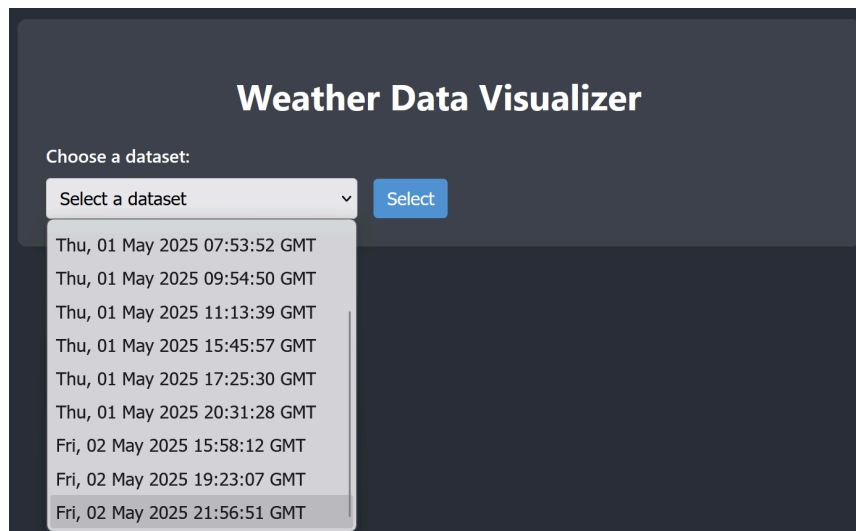 Weather Data Visualizer
Choose a dataset:
Select a dataset
Select
Thu, 01 May 2025 07:53:52 GMT
Thu, 01 May 2025 09:54:50 GMT
Thu, 01 May 2025 11:13:39 GMT
Thu, 01 May 2025 15:45:57 GMT
Thu, 01 May 2025 17:25:30 GMT
Thu, 01 May 2025 20:31:28 GMT
Fri, 02 May 2025 15:58:12 GMT
Fri, 02 May 2025 19:23:07 GMT
Fri, 02 May 2025 21:56:51 GMT